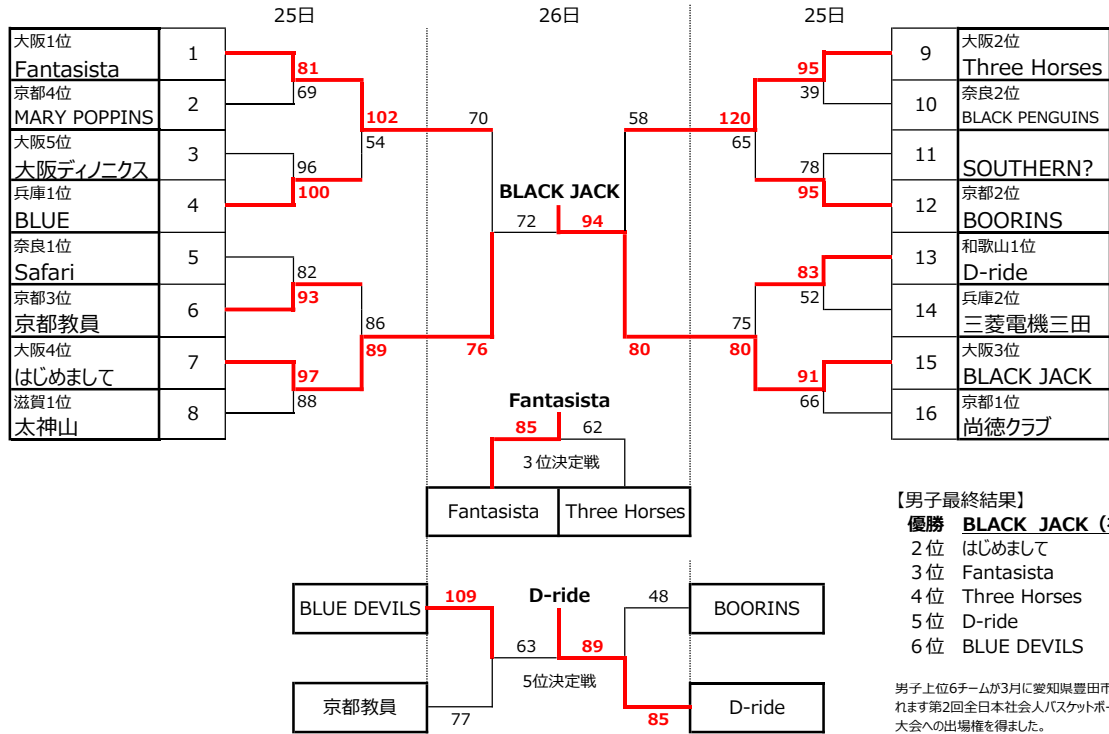 25日
26日
25日
大阪1位
Fantasista
1
京都4位
MARY POPPINS
2
大阪5位
大阪ディノニクス
3
兵庫1位
BLUE
4
奈良1位
Safari
5
京都3位
京都教員
6
大阪4位
はじめまして
7
滋賀1位
太神山
8
81
69
96
100
82
93
97
88
102
54
86
89
70
76
BLACK JACK
72
94
58
80
120
65
75
80
95
39
78
95
83
52
91
66
9
大阪2位
Three Horses
10
奈良2位
BLACK PENGUINS
11
SOUTHERN?
12
京都2位
BOORINS
13
和歌山1位
D-ride
14
兵庫2位
三菱電機三田
15
大阪3位
BLACK JACK
16
京都1位
尚徳クラブ
Fantasista
85
62
3位決定戦
Fantasista
Three Horses
BLUE DEVILS
109
D-ride
48
BOORINS
63
89
5位決定戦
京都教員
77
85
D-ride
【男子最終結果】
優勝 BLACK JACK（
2位 はじめまして
3位 Fantasista
4位 Three Horses
5位 D-ride
6位 BLUE DEVILS
男子上位6チームが3月に愛知県豊田市
れます第2回全日本社会人バスケットボー
大会への出場権を得ました。